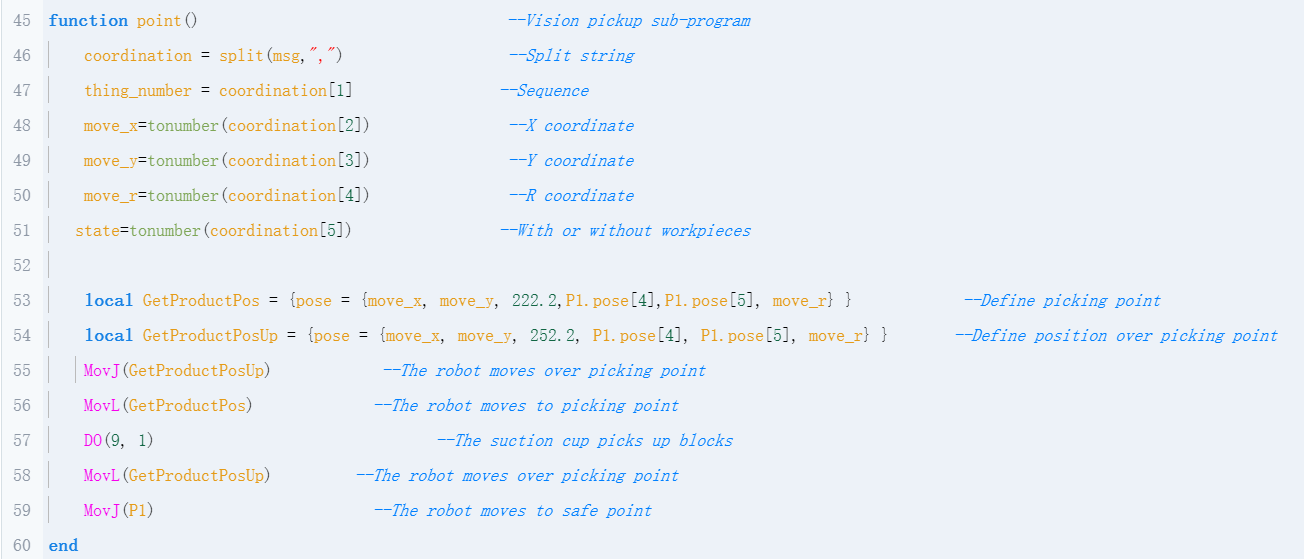 45 function point() --Vision pickup sub-program
46 coordination = split(msg,",") --Split string
47 thing_number = coordination[1] --Sequence
48 move_x=tonumber(coordination[2]) --X coordinate
49 move_y=tonumber(coordination[3]) --Y coordinate
50 move_r=tonumber(coordination[4]) --R coordinate
51 state=tonumber(coordination[5]) --With or without workpieces
52
53 local GetProductPos = {pose = {move_x, move_y, 222.2,P1.pose[4],P1.pose[5], move_r} } --Define picking point
54 local GetProductPosUp = {pose = {move_x, move_y, 252.2, P1.pose[4], P1.pose[5], move_r} } --Define position over picking point
55 MovJ(GetProductPosUp) --The robot moves over picking point
56 MovL(GetProductPos) --The robot moves to picking point
57 DO(9, 1) --The suction cup picks up blocks
58 MovL(GetProductPosUp) --The robot moves over picking point
59 MovJ(P1) --The robot moves to safe point
60 end